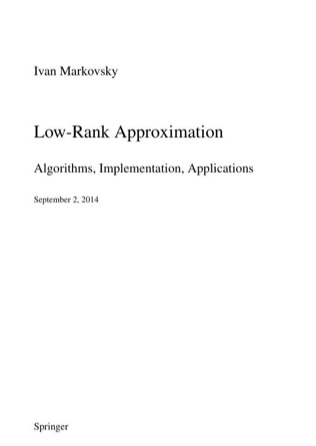 Ivan Markovsky
Low-Rank Approximation
Algorithms, Implementation, Applications
September 2, 2014
Springer